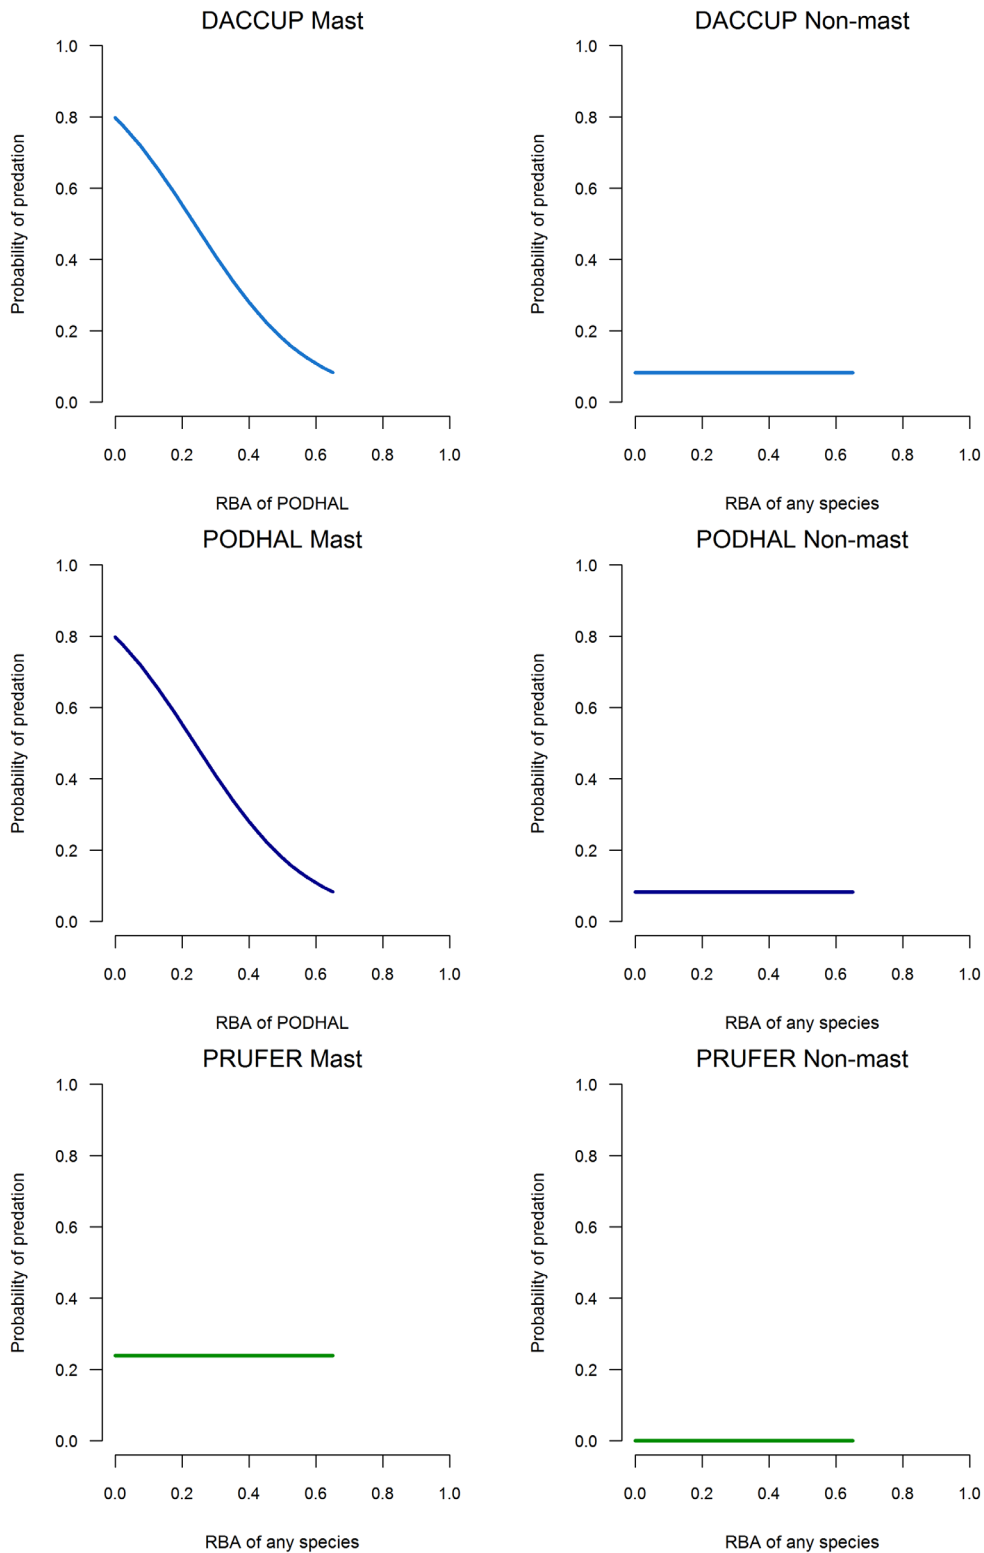 DACCUP Mast
1.0
0.8
0.6
0.4
0.2
0.0
Probability of predation
0.0 0.2 0.4 0.6 0.8 1.0
RBA of PODHAL
DACCUP Non-mast
1.0
0.8
0.6
0.4
0.2
0.0
Probability of predation
0.0 0.2 0.4 0.6 0.8 1.0
RBA of any species
PODHAL Mast
1.0
0.8
0.6
0.4
0.2
0.0
Probability of predation
0.0 0.2 0.4 0.6 0.8 1.0
RBA of PODHAL
PODHAL Non-mast
1.0
0.8
0.6
0.4
0.2
0.0
Probability of predation
0.0 0.2 0.4 0.6 0.8 1.0
RBA of any species
PRUFER Mast
1.0
0.8
0.6
0.4
0.2
0.0
Probability of predation
0.0 0.2 0.4 0.6 0.8 1.0
RBA of any species
PRUFER Non-mast
1.0
0.8
0.6
0.4
0.2
0.0
Probability of predation
0.0 0.2 0.4 0.6 0.8 1.0
RBA of any species